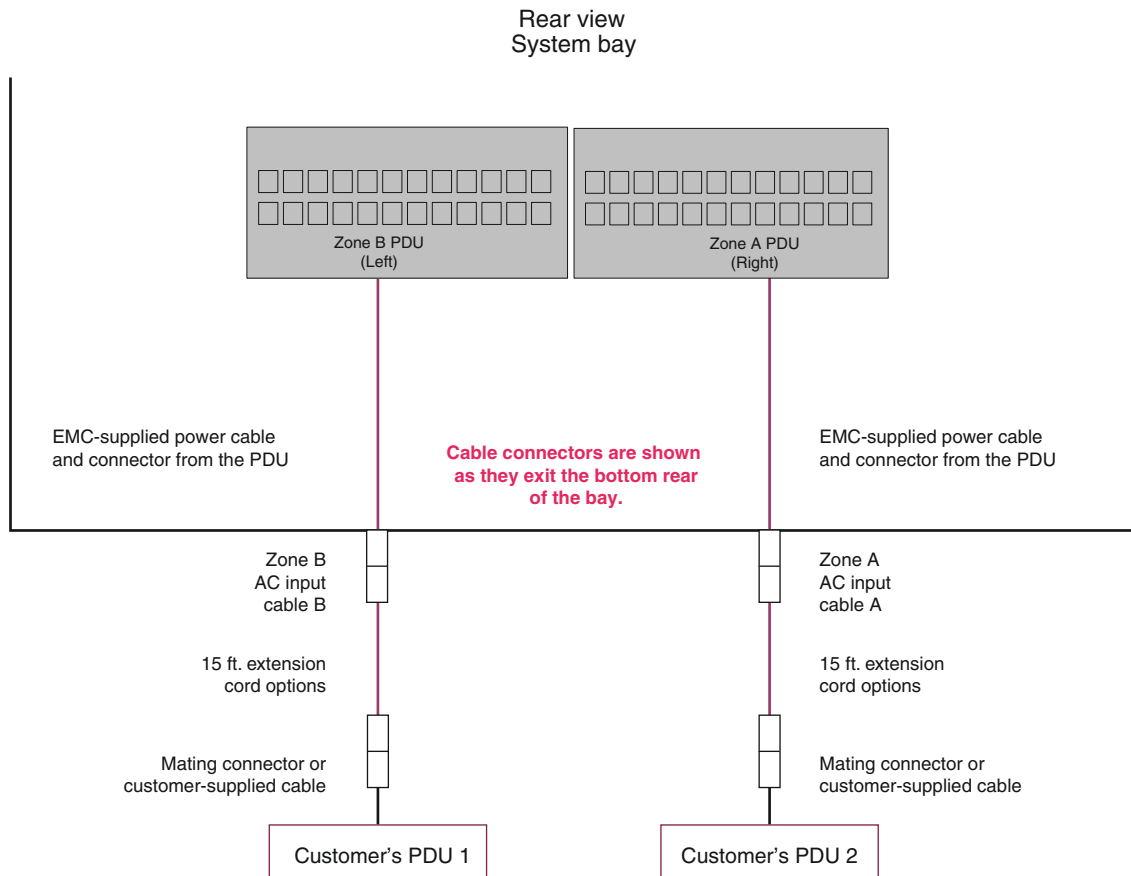 Rear view
System bay
Zone B PDU
(Left)
Zone A PDU
(Right)
EMC-supplied power cable
and connector from the PDU
Cable connectors are shown
as they exit the bottom rear
of the bay.
EMC-supplied power cable
and connector from the PDU
Zone B
AC input
cable B
Zone A
AC input
cable A
15 ft. extension
cord options
15 ft. extension
cord options
Mating connector or
customer-supplied cable
Mating connector or
customer-supplied cable
Customer's PDU 1
Customer's PDU 2